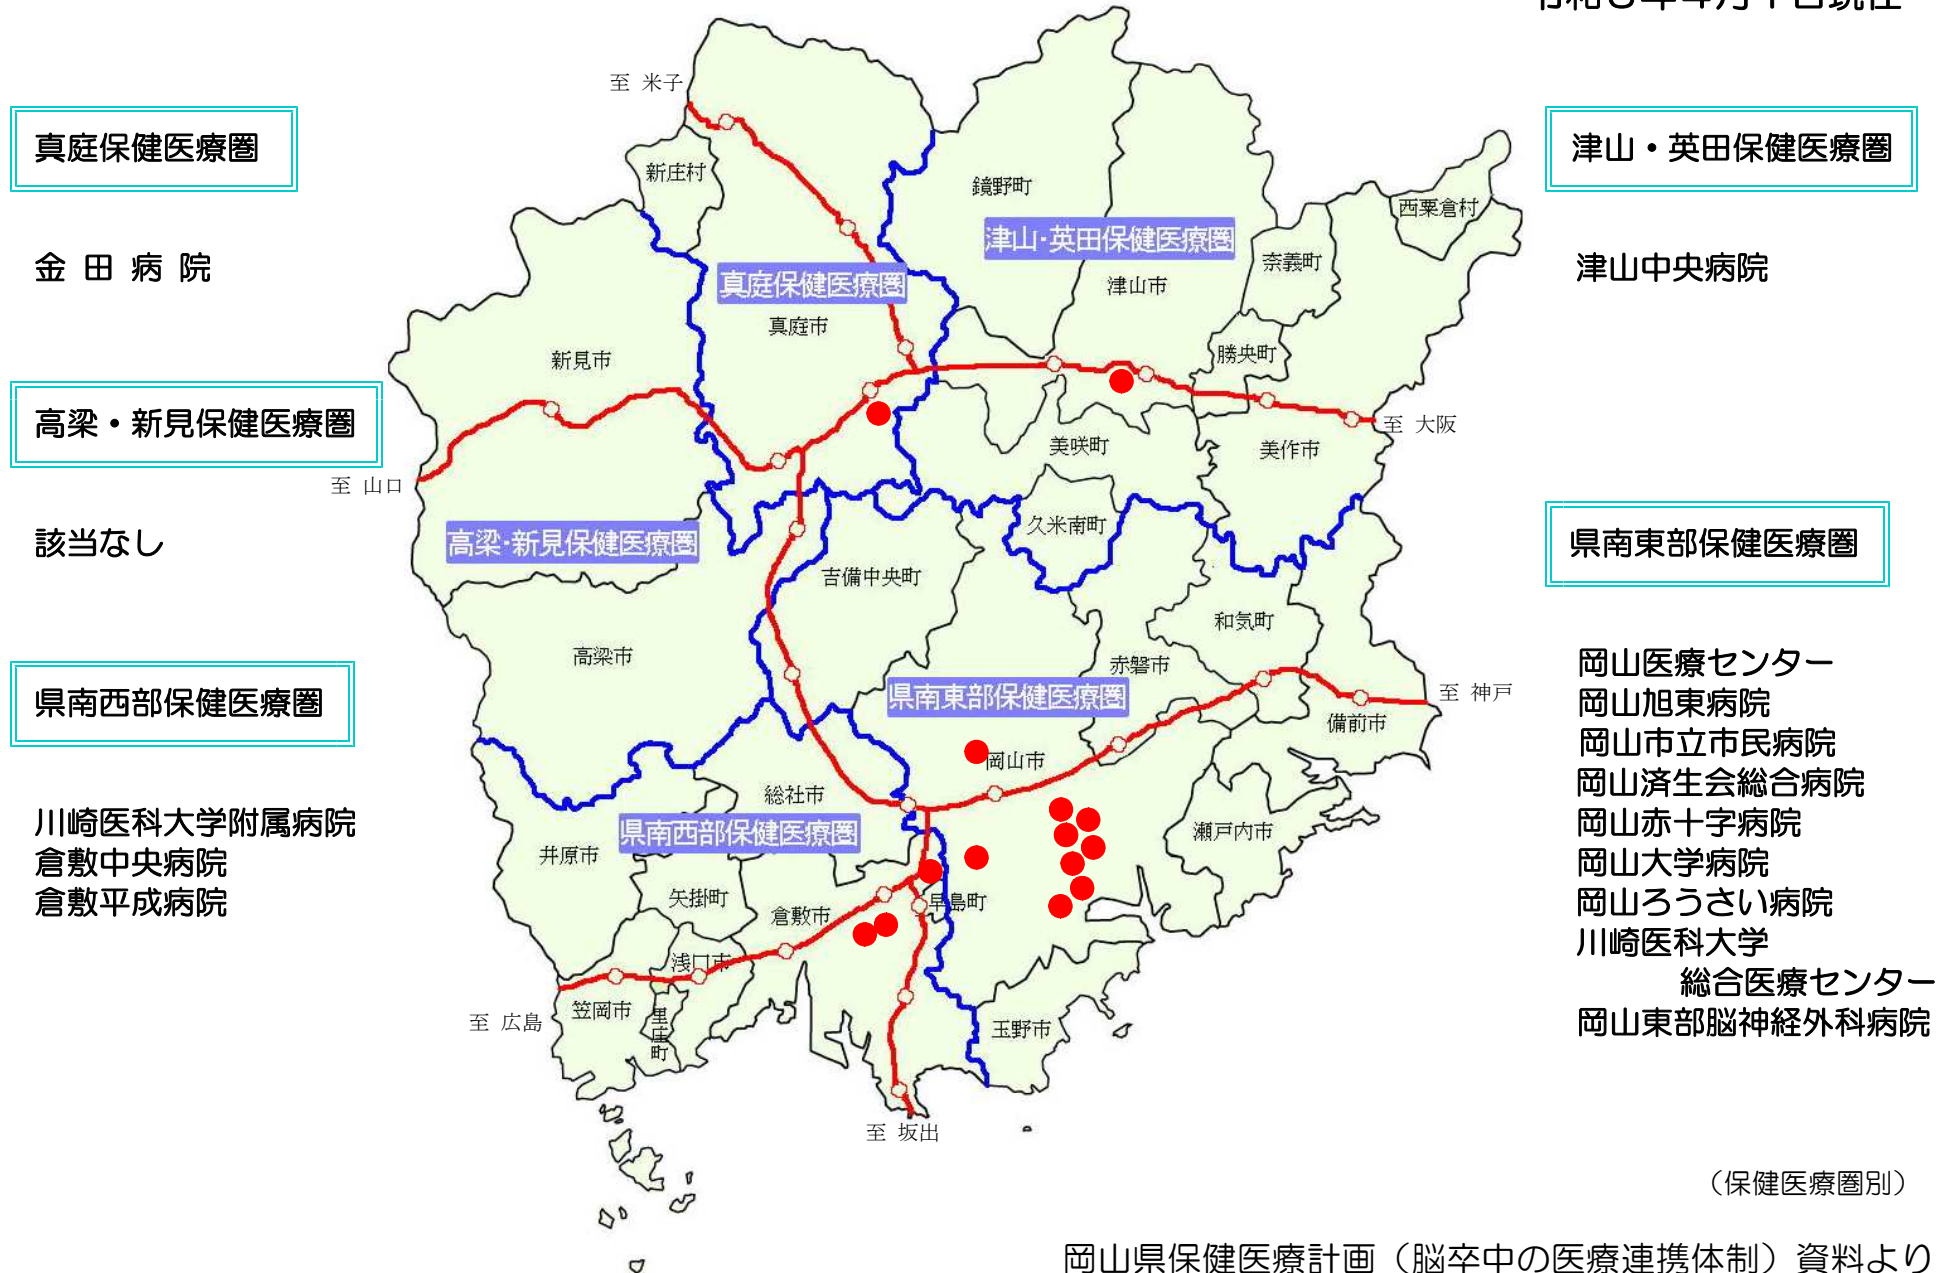 真庭保健医療圏
金田病院
高梁・新見保健医療圏
該当なし
県南西部保健医療圏
川崎医科大学附属病院
倉敷中央病院
倉敷平成病院
至 米子
新庄村
鏡野町
西粟倉村
津山・英田保健医療圏
奈義町
真庭保健医療圏
津山市
真庭市
新見市
勝央町
至 大阪
美咲町
美作市
至 山口
久米南町
高梁・新見保健医療圏
吉備中央町
和気町
高梁市
赤磐市
県南東部保健医療圏
至 神戸
備前市
岡山市
総社市
県南西部保健医療圏
瀬戸内市
井原市
矢掛町
早島町
倉敷市
浅口市
笠岡市
里庄町
至 広島
玉野市
至 坂出
津山・英田保健医療圏
津山中央病院
県南東部保健医療圏
岡山医療センター
岡山旭東病院
岡山市立市民病院
岡山済生会総合病院
岡山赤十字病院
岡山大学病院
岡山ろうさい病院
川崎医科大学
総合医療センター
岡山東部脳神経外科病院
（保健医療圏別）
岡山県保健医療計画（脳卒中の医療連携体制）資料より